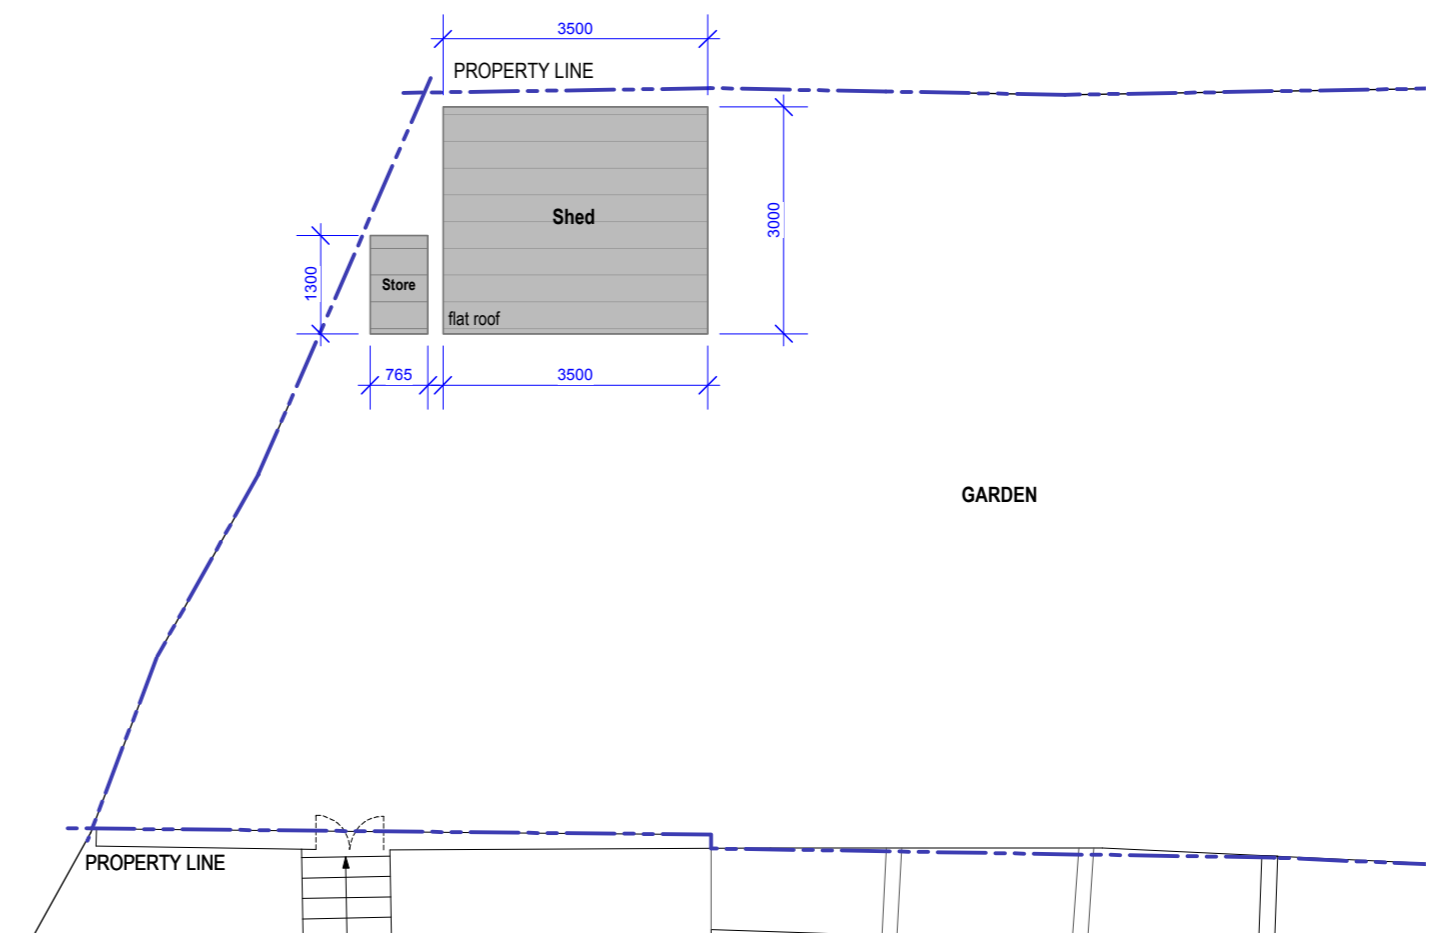 3500
PROPERTY LINE
Shed
3000
1300
Store
flat roof
765
3500
GARDEN
PROPERTY LINE